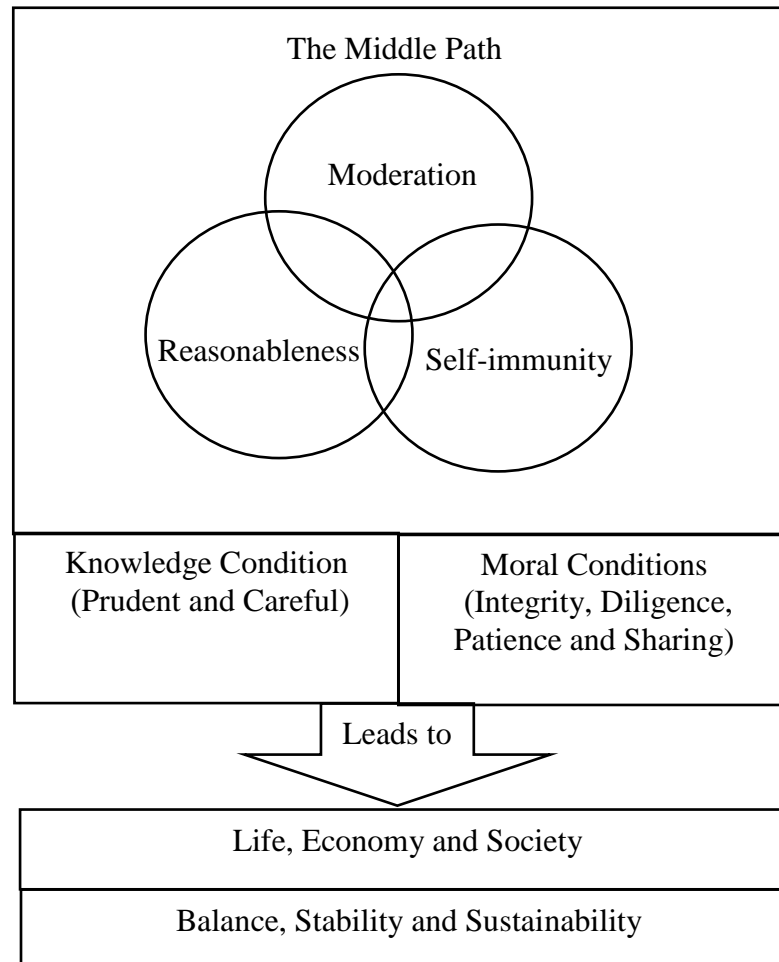 The Middle Path
Moderation
Reasonableness
Self-immunity
Knowledge Condition
(Prudent and Careful)
Moral Conditions
(Integrity, Diligence,
Patience and Sharing)
Leads to
Life, Economy and Society
Balance, Stability and Sustainability